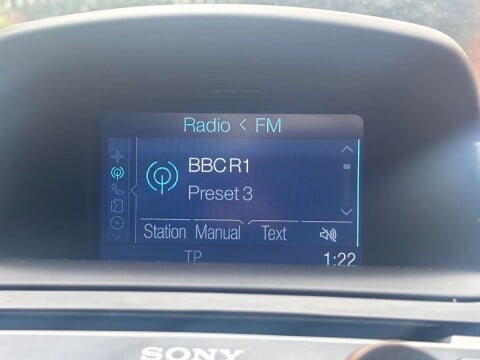 Radio < FM
BBC R1
Preset 3
Station Manual Text
TP
1:22
SONY